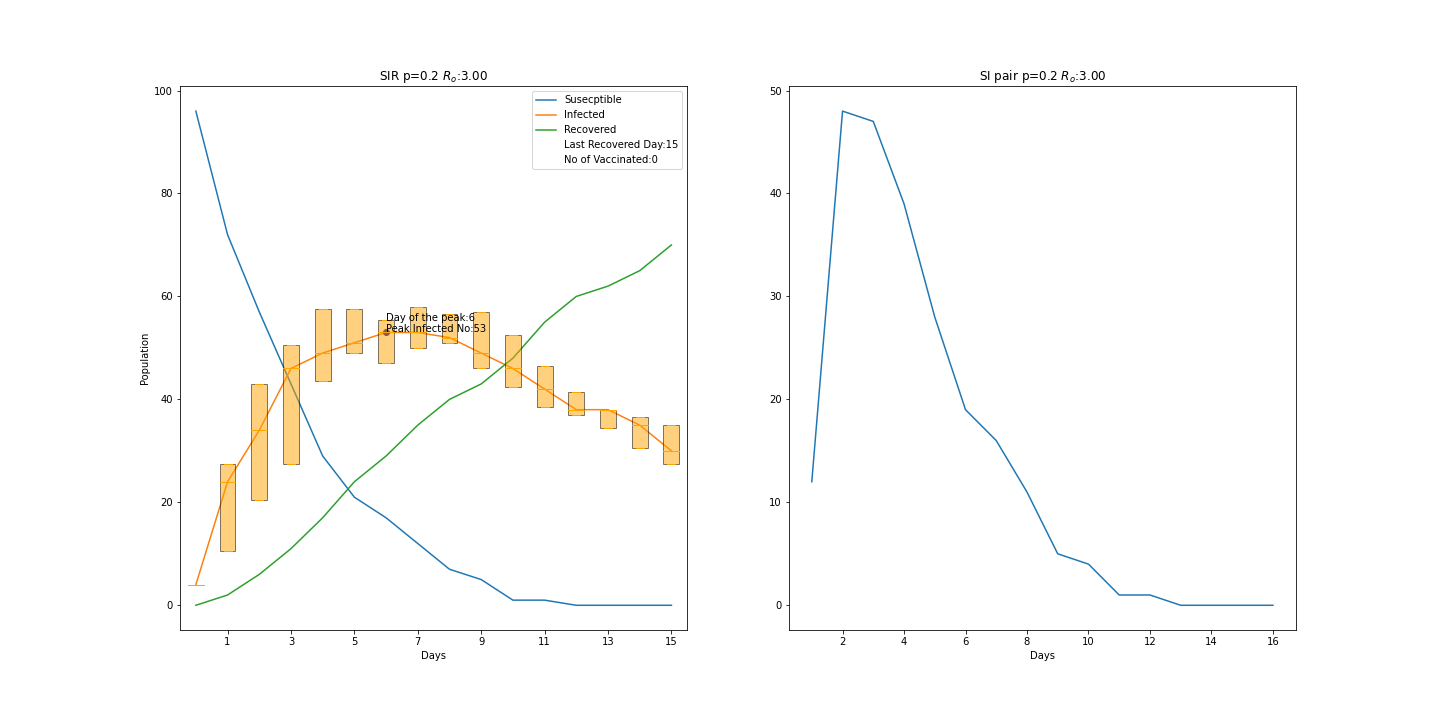 SIR p=0.2 Rₒ:3.00
100
80
60
40
20
0
Population
1 3 5 7 9 11 13 15
Days
Susecptible
Infected
Recovered
Last Recovered Day:15
No of Vaccinated:0
Day of the peak:6
Peak Infected No:53
SI pair p=0.2 Rₒ:3.00
50
40
30
20
10
0
2 4 6 8 10 12 14 16
Days